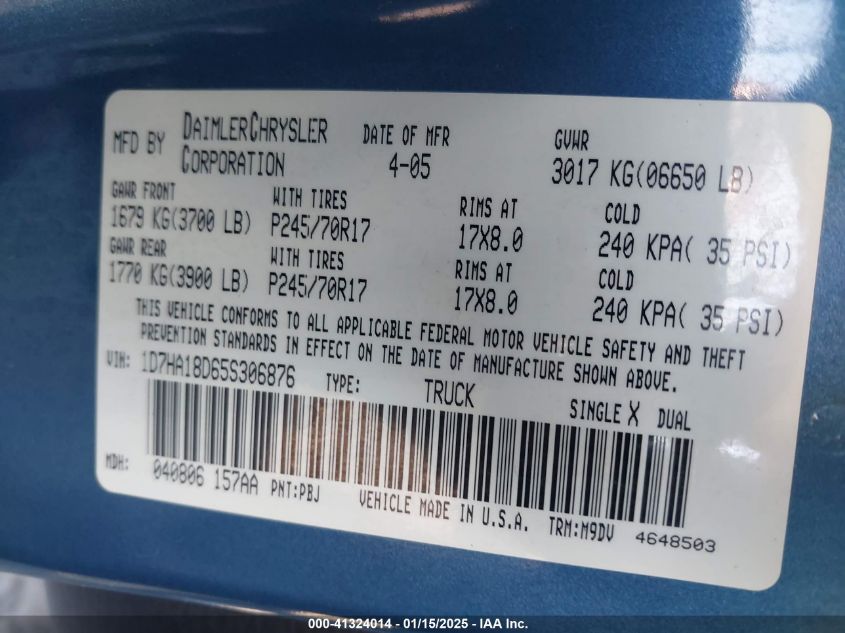 MFD BY DAIMLERCHRYSLER CORPORATION DATE OF MFR 4-05 GVWR 3017 KG(06650 LB)
GAWR FRONT WITH TIRES RIMS AT COLD
1679 KG(3700 LB) P245/70R17 17X8.0 240 KPA( 35 PSI)
GAWR REAR WITH TIRES RIMS AT COLD
1770 KG(3900 LB) P245/70R17 17X8.0 240 KPA( 35 PSI)
THIS VEHICLE CONFORMS TO ALL APPLICABLE FEDERAL MOTOR VEHICLE SAFETY AND THEFT
PREVENTION STANDARDS IN EFFECT ON THE DATE OF MANUFACTURE SHOWN ABOVE.
VIN: 1D7HA18D65S306876 TYPE: TRUCK SINGLE X DUAL
MDH: 040806 157AA PNT:PBJ VEHICLE MADE IN U.S.A. TRM:M9DV 4648503
000-41324014 - 01/15/2025 - IAA Inc.